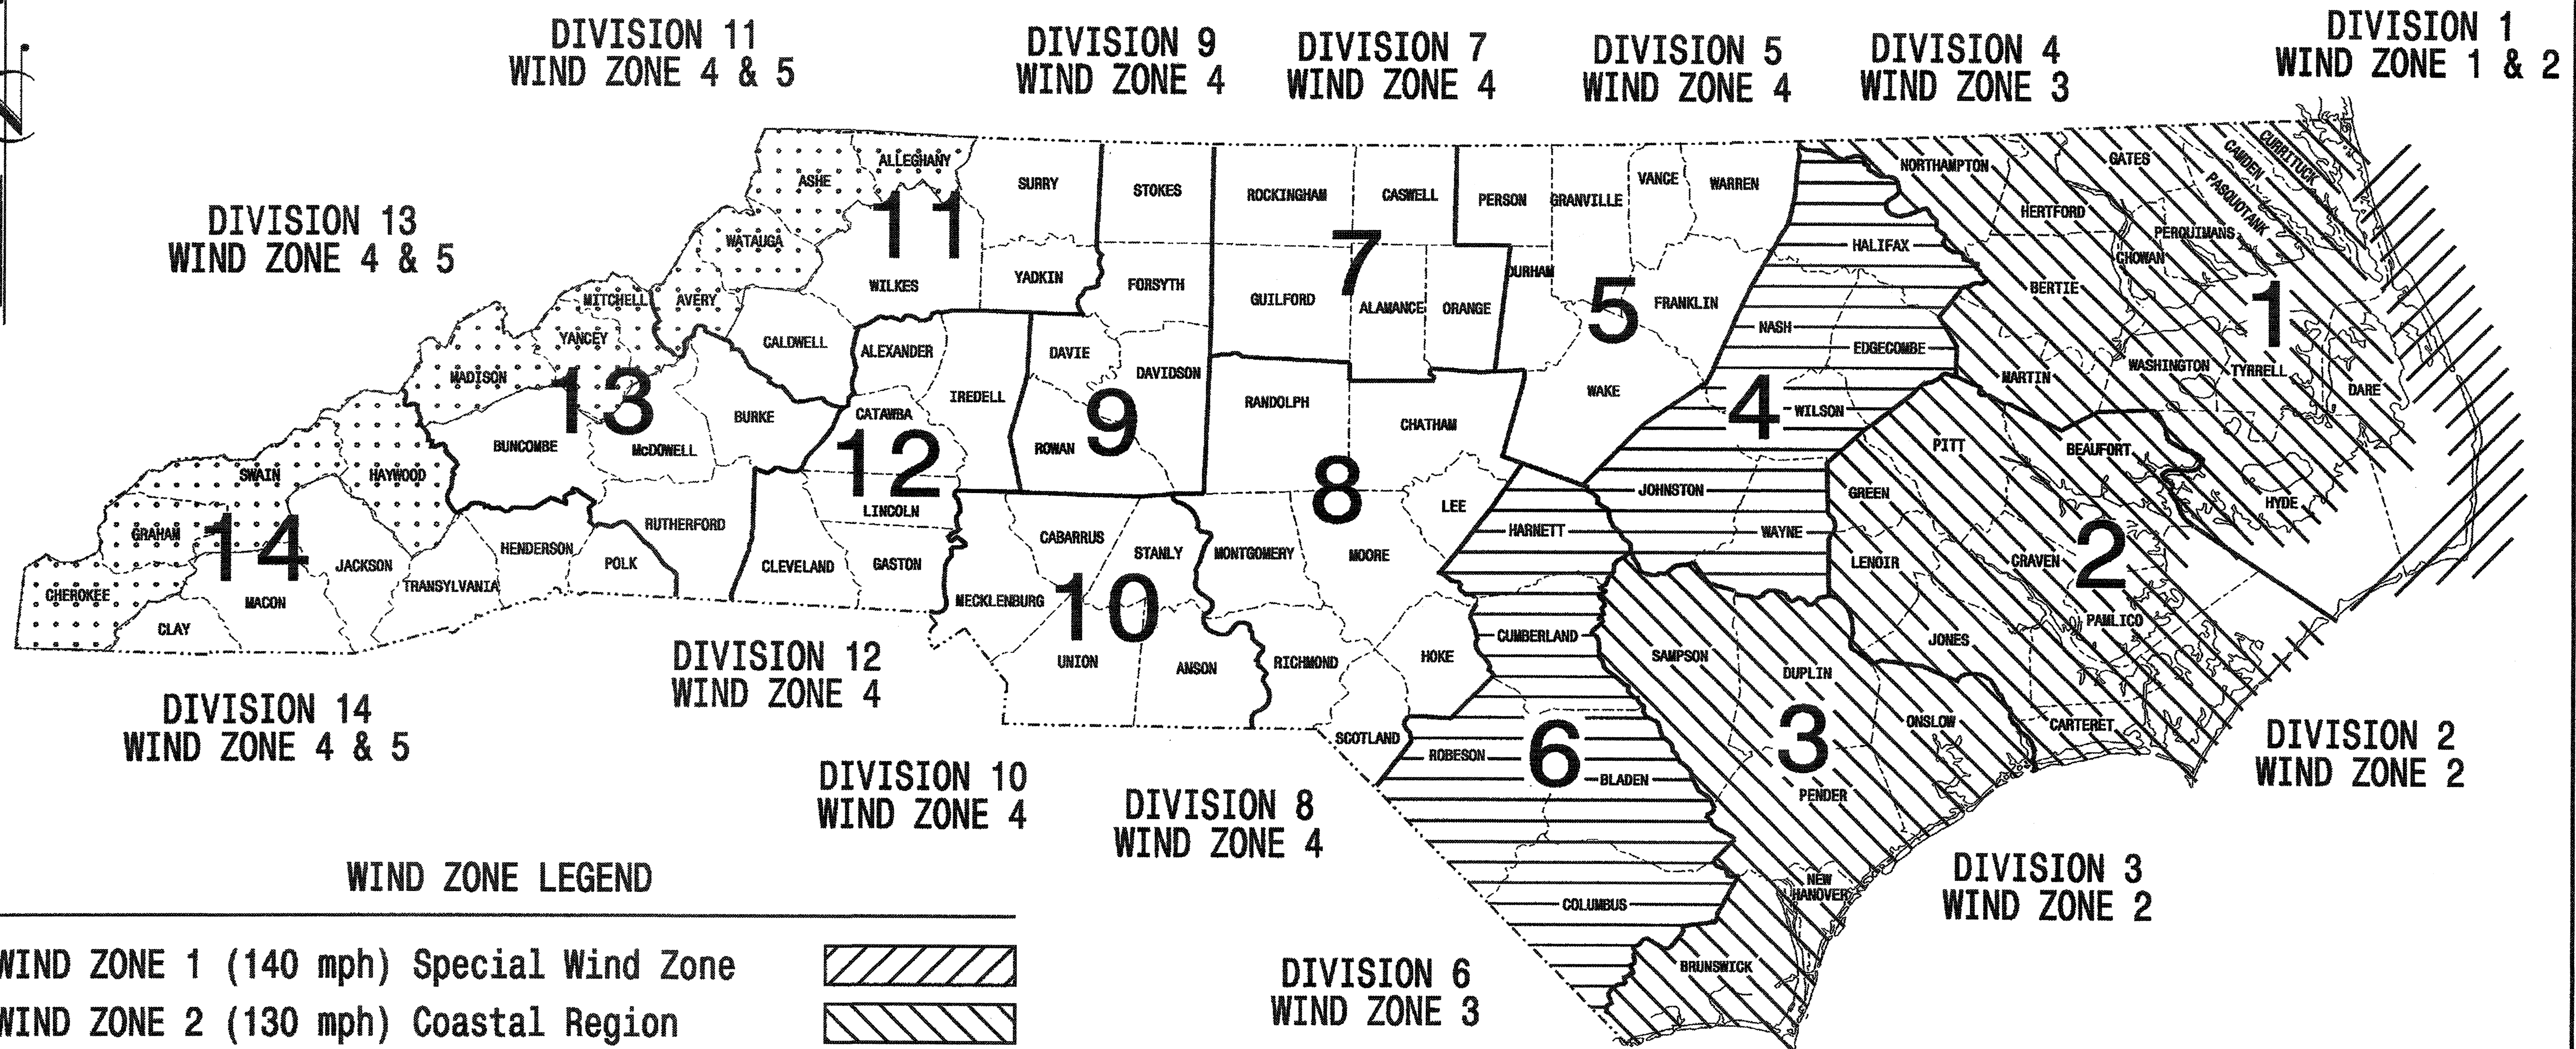 DIVISION 11
WIND ZONE 4 & 5
DIVISION 9
WIND ZONE 4
DIVISION 7
WIND ZONE 4
DIVISION 5
WIND ZONE 4
DIVISION 4
WIND ZONE 3
DIVISION 1
WIND ZONE 1 & 2
N
DIVISION 13
WIND ZONE 4 & 5
ALLEGHANY
ASHE
11
WATAUGA
WILKES
SURRY
YADKIN
STOKES
FORSYTH
ROCKINGHAM
CASWELL
7
GUILFORD
ALAMANCE
ORANGE
PERSON
GRANVILLE
VANCE
WARREN
DURHAM
5
FRANKLIN
WAKE
NORTHAMPTON
GATES
CAMDEN
CURRITUCK
PASQUOTANK
HERTFORD
PERQUIMANS
CHOWAN
BERTIE
1
MARTIN
WASHINGTON
TYRRELL
DARE
HYDE
HALIFAX
NASH
EDGECOMBE
4
WILSON
JOHNSTON
WAYNE
MITCHELL
AVERY
YANCEY
MADISON
13
BUNCOMBE
McDOWELL
BURKE
RUTHERFORD
CALDWELL
ALEXANDER
IREDELL
CATAWBA
12
LINCOLN
CLEVELAND
GASTON
DAVIE
DAVIDSON
9
ROWAN
RANDOLPH
CHATHAM
8
LEE
MONTGOMERY
MOORE
RICHMOND
HOKE
SCOTLAND
SWAIN
HAYWOOD
GRAHAM
14
JACKSON
CHEROKEE
MACON
CLAY
TRANSYLVANIA
HENDERSON
POLK
CABARRUS
STANLY
MECKLENBURG
10
UNION
ANSON
HARNETT
CUMBERLAND
6
ROBESON
BLADEN
COLUMBUS
PITT
BEAUFORT
GREEN
LENOIR
CRAVEN
2
PAMLICO
JONES
CARTERET
SAMPSON
DUPLIN
3
ONSLOW
PENDER
NEW
HANOVER
BRUNSWICK
DIVISION 14
WIND ZONE 4 & 5
DIVISION 12
WIND ZONE 4
DIVISION 10
WIND ZONE 4
DIVISION 8
WIND ZONE 4
DIVISION 6
WIND ZONE 3
DIVISION 3
WIND ZONE 2
DIVISION 2
WIND ZONE 2
WIND ZONE LEGEND
WIND ZONE 1 (140 mph) Special Wind Zone
WIND ZONE 2 (130 mph) Coastal Region